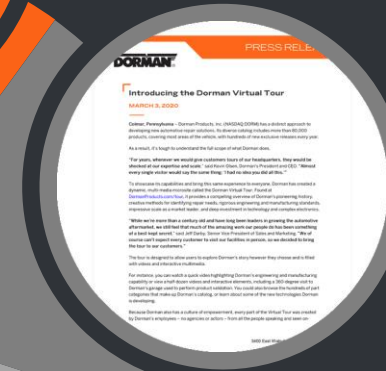 PRESS RELE
DORMAN
Introducing the Dorman Virtual Tour
MARCH 3, 2020
Colmar, Pennsylvania – Dorman Products, Inc. (NASDAQ:DORM) has a distinct approach to
developing new automotive repair solutions. Its diverse catalog includes more than 80,000
products, covering most areas of the vehicle, with hundreds of new exclusive releases every year.
As a result, it's tough to understand the full scope of what Dorman does.
"For years, whenever we would give customers tours of our headquarters, they would be
shocked at our expertise and scale," said Kevin Olsen, Dorman's President and CEO. "Almost
every single visitor would say the same thing: 'I had no idea you did all this.'"
To showcase its capabilities and bring this same experience to everyone, Dorman has created a
dynamic, multi-media microsite called the Dorman Virtual Tour. Found at
DormanProducts.com/tour, it provides a compelling overview of Dorman's pioneering history,
creative methods for identifying repair needs, rigorous engineering and manufacturing standards,
impressive scale as a market leader, and deep investment in technology and complex electronics.
"While we're more than a century old and have long been leaders in growing the automotive
aftermarket, we still feel that much of the amazing work our people do has been something
of a best kept secret," said Jeff Darby, Senior Vice President of Sales and Marketing. "We of
course can't expect every customer to visit our facilities in person, so we decided to bring
the tour to our customers."
The tour is designed to allow users to explore Dorman's story however they choose and is filled
with videos and interactive multimedia.
For instance, you can watch a quick video highlighting Dorman's engineering and manufacturing
capability or view a half-dozen videos and interactive elements, including a 360-degree visit to
Dorman's garage used to perform product validation. You could also browse the hundreds of part
categories that make up Dorman's catalog, or learn about some of the new technologies Dorman
is developing.
Because Dorman also has a culture of empowerment, every part of the Virtual Tour was created
by Dorman's employees – no agencies or actors – from all the people speaking and seen on-
3400 East Walnut